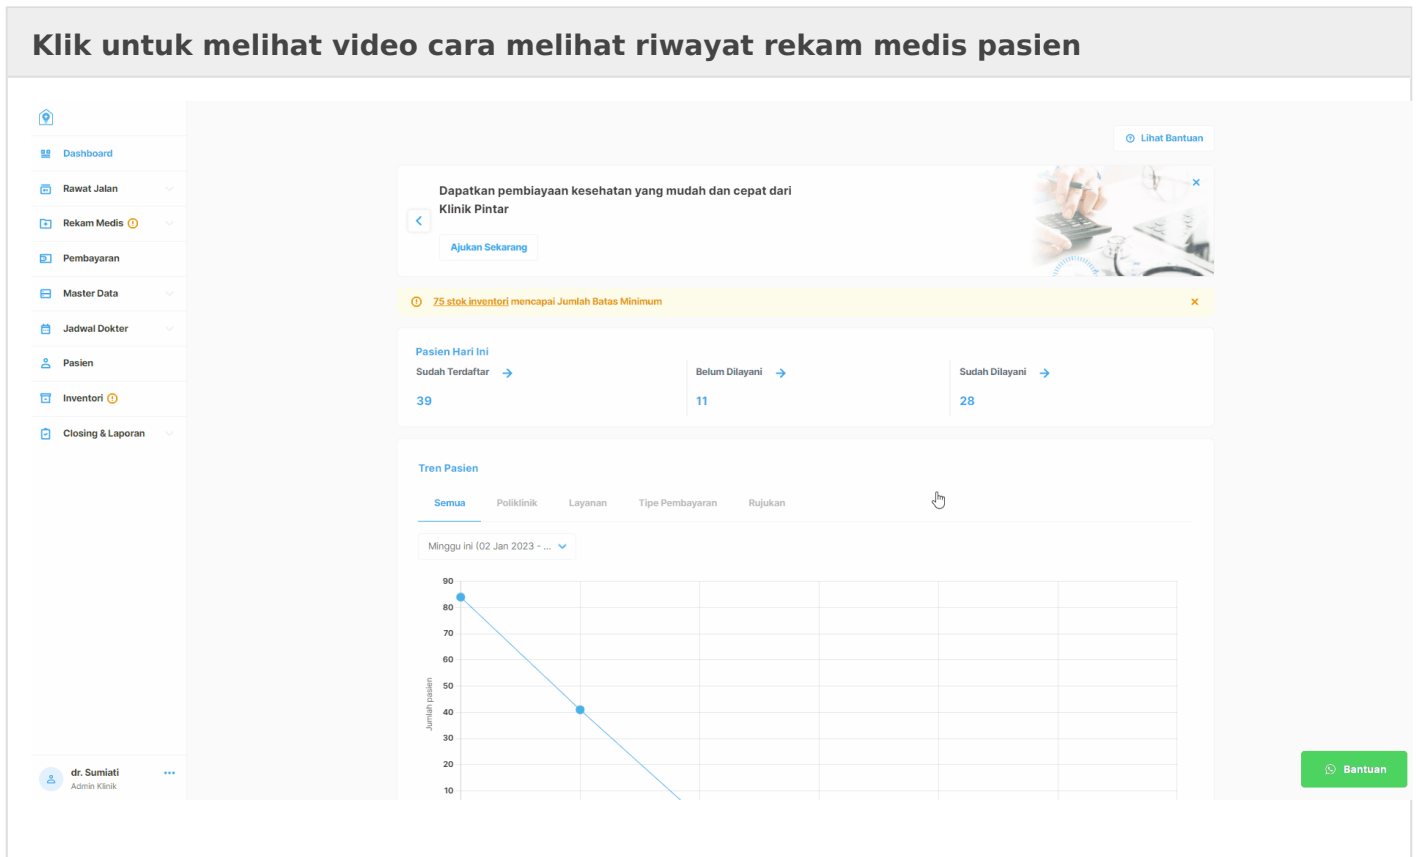 Klik untuk melihat video cara melihat riwayat rekam medis pasien
Dashboard
Rawat Jalan
Rekam Medis
Pembayaran
Master Data
Jadwal Dokter
Pasien
Inventori
Closing & Laporan
dr. Sumiati
Admin Klinik
Lihat Bantuan
Dapatkan pembiayaan kesehatan yang mudah dan cepat dari
Klinik Pintar
Ajukan Sekarang
75 stok inventori mencapai Jumlah Batas Minimum
Pasien Hari Ini
Sudah Terdaftar
39
Belum Dilayani
11
Sudah Dilayani
28
Tren Pasien
Semua Poliklinik Layanan Tipe Pembayaran Rujukan
Minggu ini (02 Jan 2023 - ...
Jumlah pasien
90
80
70
60
50
40
30
20
10
Bantuan